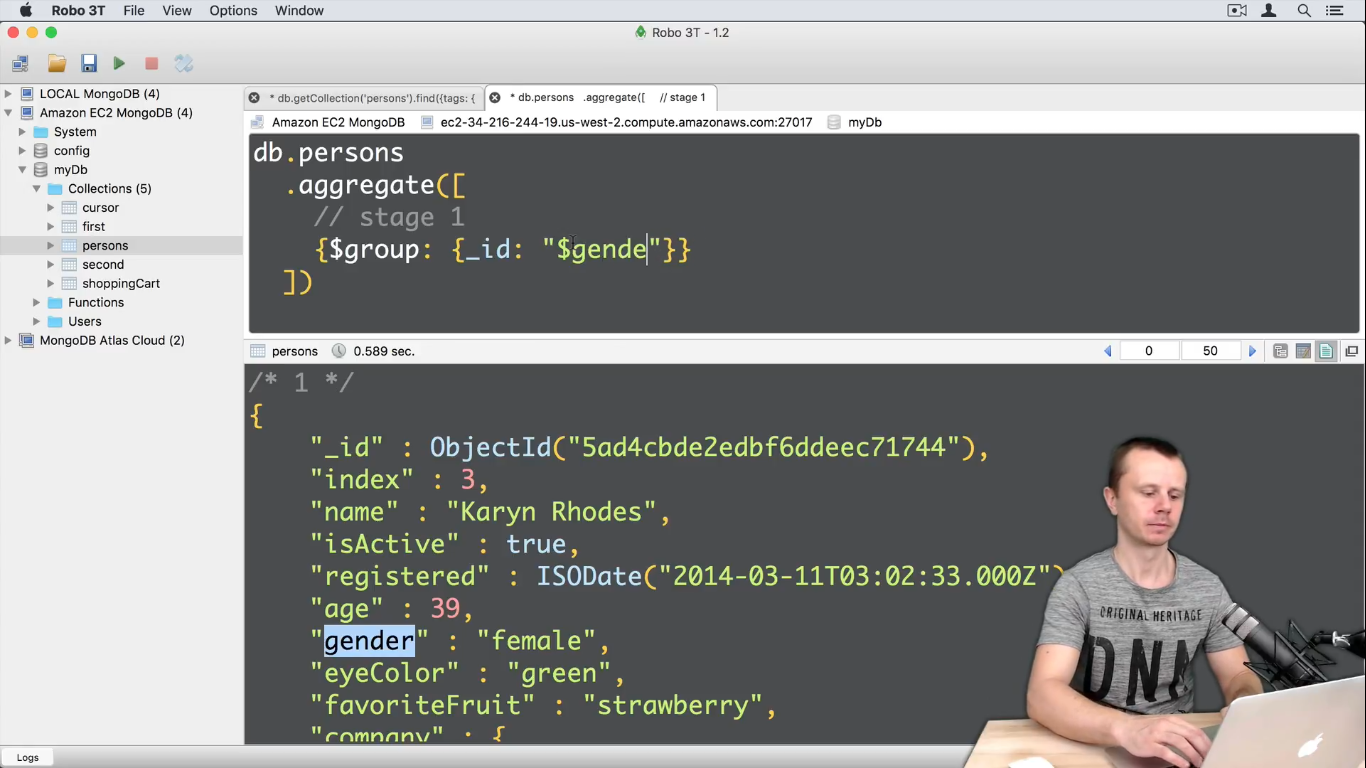 Robo 3T File View Options Window
Robo 3T - 1.2
LOCAL MongoDB (4)
Amazon EC2 MongoDB (4)
System
config
myDb
Collections (5)
cursor
first
persons
second
shoppingCart
Functions
Users
MongoDB Atlas Cloud (2)
* db.getCollection('persons').find({tags: {
* db.persons .aggregate([ // stage 1
Amazon EC2 MongoDB ec2-34-216-244-19.us-west-2.compute.amazonaws.com:27017 myDb
db.persons
.aggregate([
// stage 1
{$group: {_id: "$gende"}}
])
persons 0.589 sec. 0 50
/* 1 */
{
"_id" : ObjectId("5ad4cbde2edbf6ddeec71744"),
"index" : 3,
"name" : "Karyn Rhodes",
"isActive" : true,
"registered" : ISODate("2014-03-11T03:02:33.000Z")
"age" : 39,
"gender" : "female",
"eyeColor" : "green",
"favoriteFruit" : "strawberry",
"company" : {
Logs
ORIGINAL HERITAGE
DNA